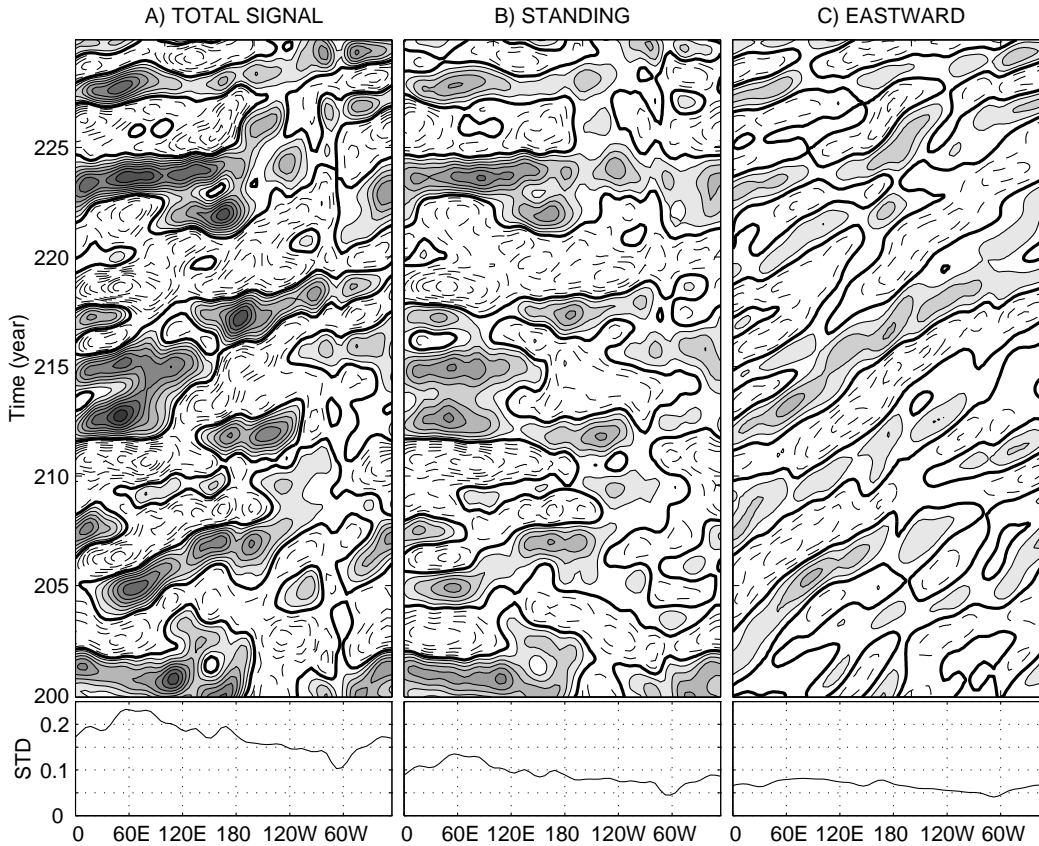 A) TOTAL SIGNAL
B) STANDING
C) EASTWARD
Time (year)
225
220
215
210
205
200
STD
0.2
0.1
0
0 60E 120E 180 120W 60W
0 60E 120E 180 120W 60W
0 60E 120E 180 120W 60W